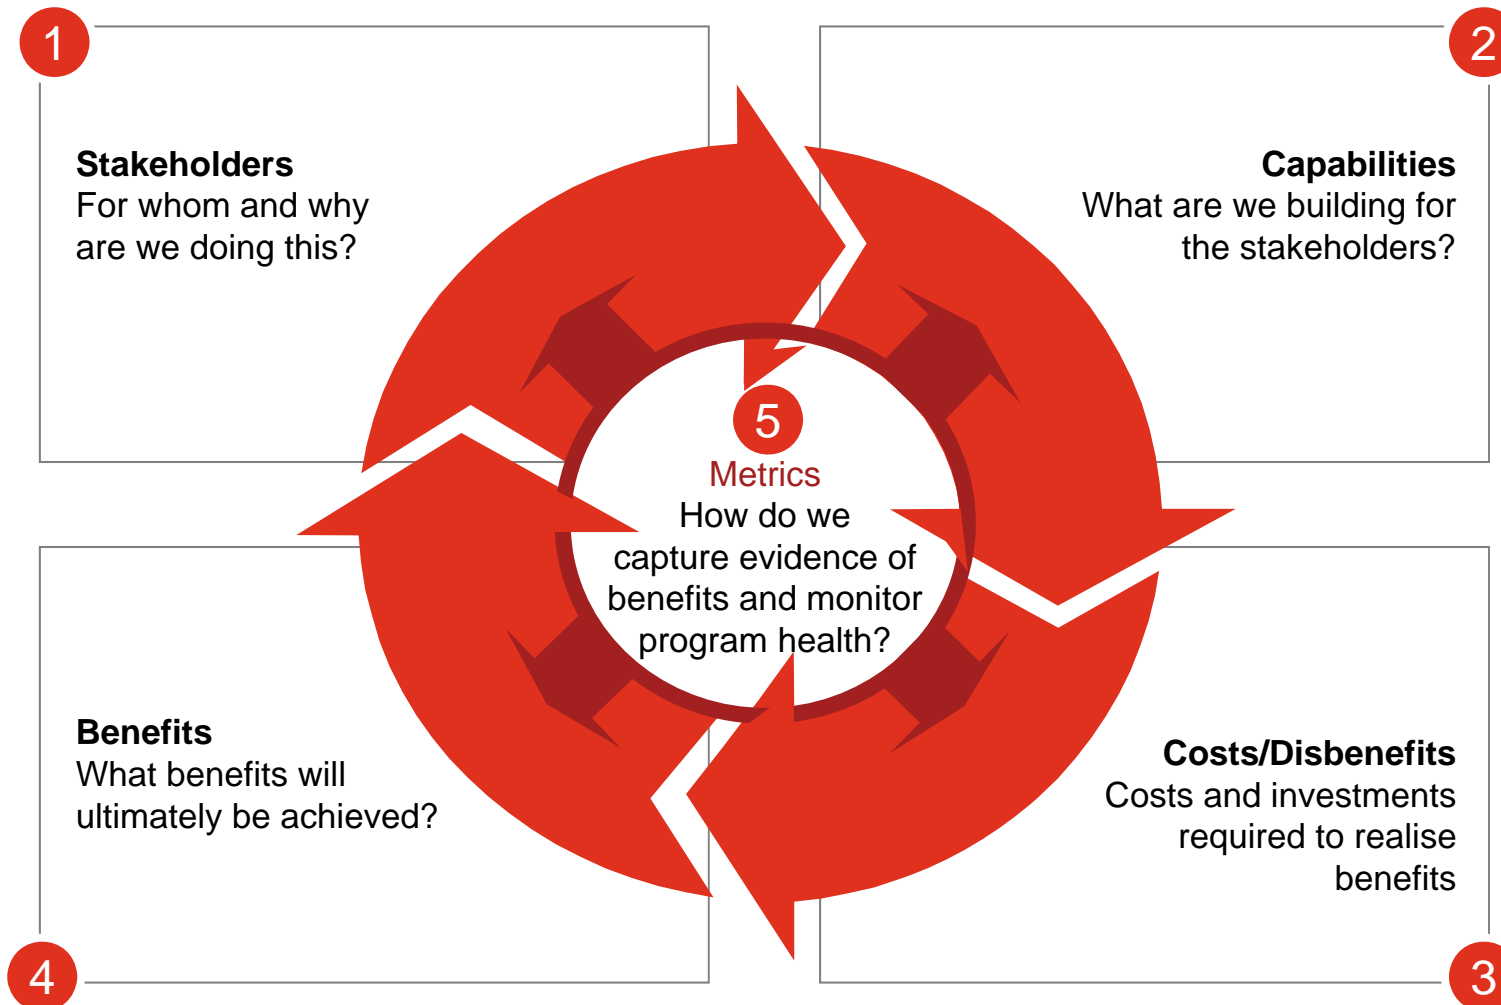 1
Stakeholders
For whom and why
are we doing this?
2
Capabilities
What are we building for
the stakeholders?
5
Metrics
How do we
capture evidence of
benefits and monitor
program health?
Benefits
What benefits will
ultimately be achieved?
4
Costs/Disbenefits
Costs and investments
required to realise
benefits
3